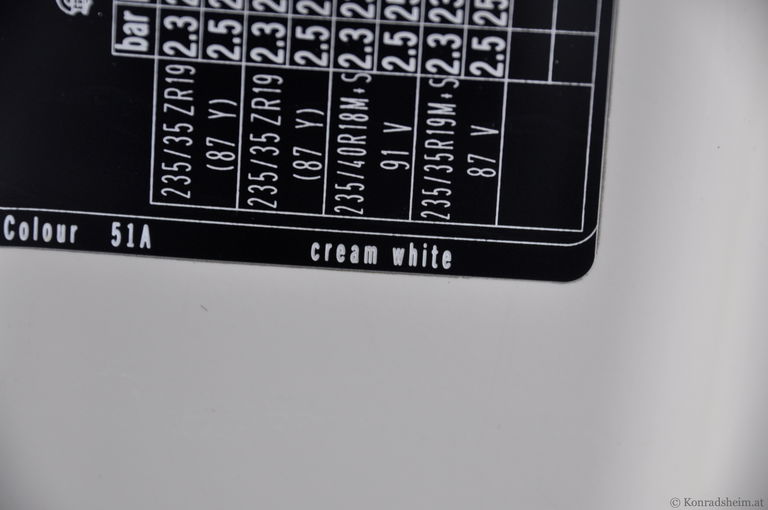 bar 2.3 2.5 2.3 2.5 2.3 2.5 2.3 2.5
235/35 ZR19
(87 Y)
235/35 ZR19
(87 Y)
235/40R18M+S
91 V
235/35R19M+S
87 V
Colour 51A cream white
© Konradsheim.at